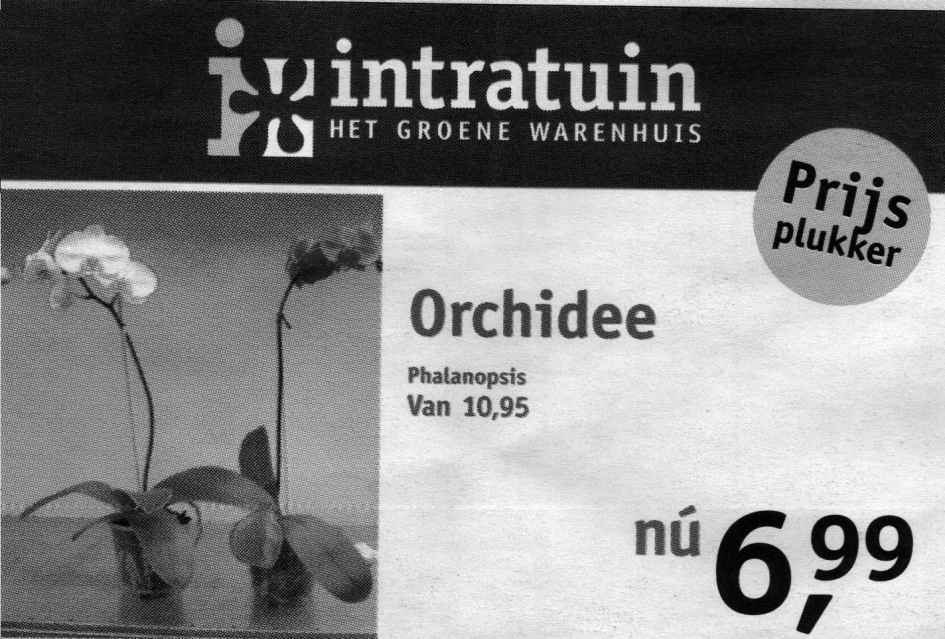 intratuin
HET GROENE WARENHUIS
Prijs
plukker
Orchidee
Phalanopsis
Van 10,95
nú 6,99